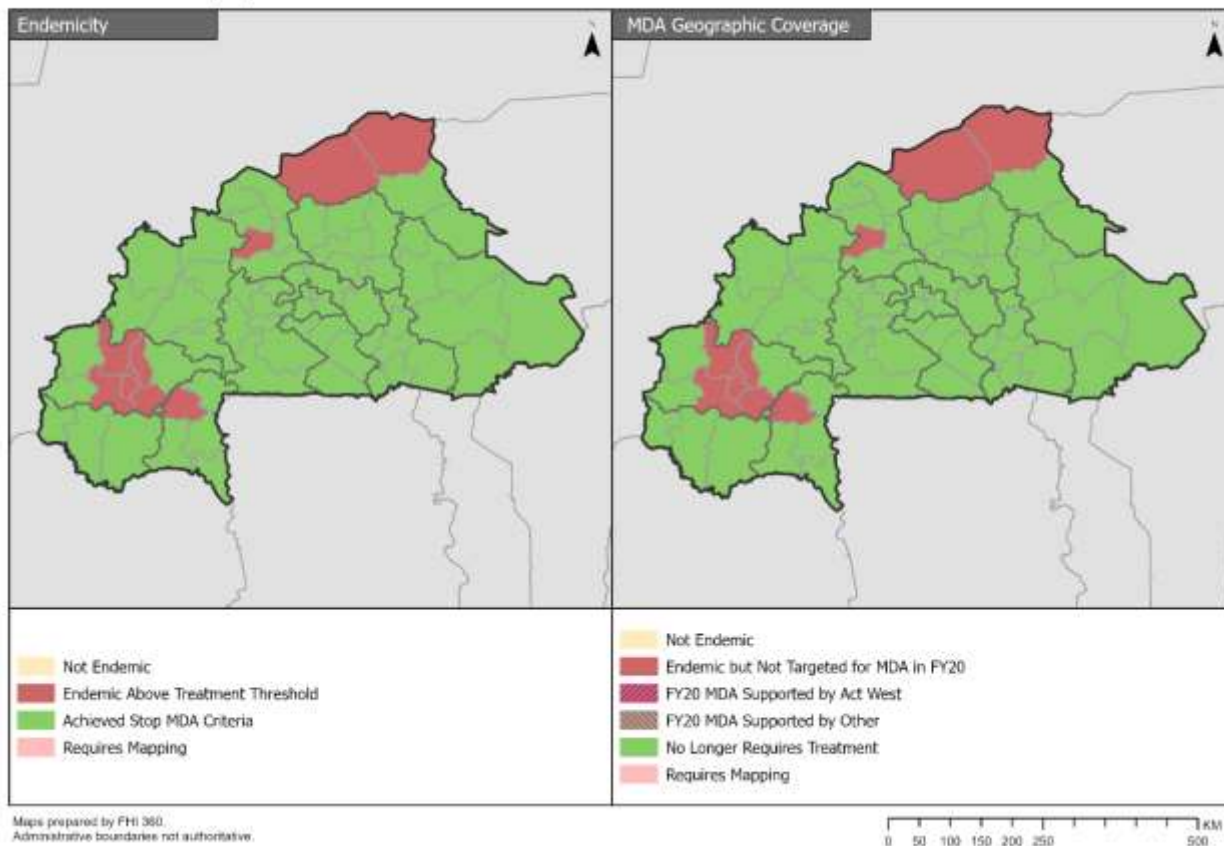 Endemicity
N
MDA Geographic Coverage
N
Not Endemic
Endemic Above Treatment Threshold
Achieved Stop MDA Criteria
Requires Mapping
Not Endemic
Endemic but Not Targeted for MDA in FY20
FY20 MDA Supported by Act West
FY20 MDA Supported by Other
No Longer Requires Treatment
Requires Mapping
Maps prepared by FHI 360.
Administrative boundaries not authoritative.
KM
0 50 100 150 200 250 500